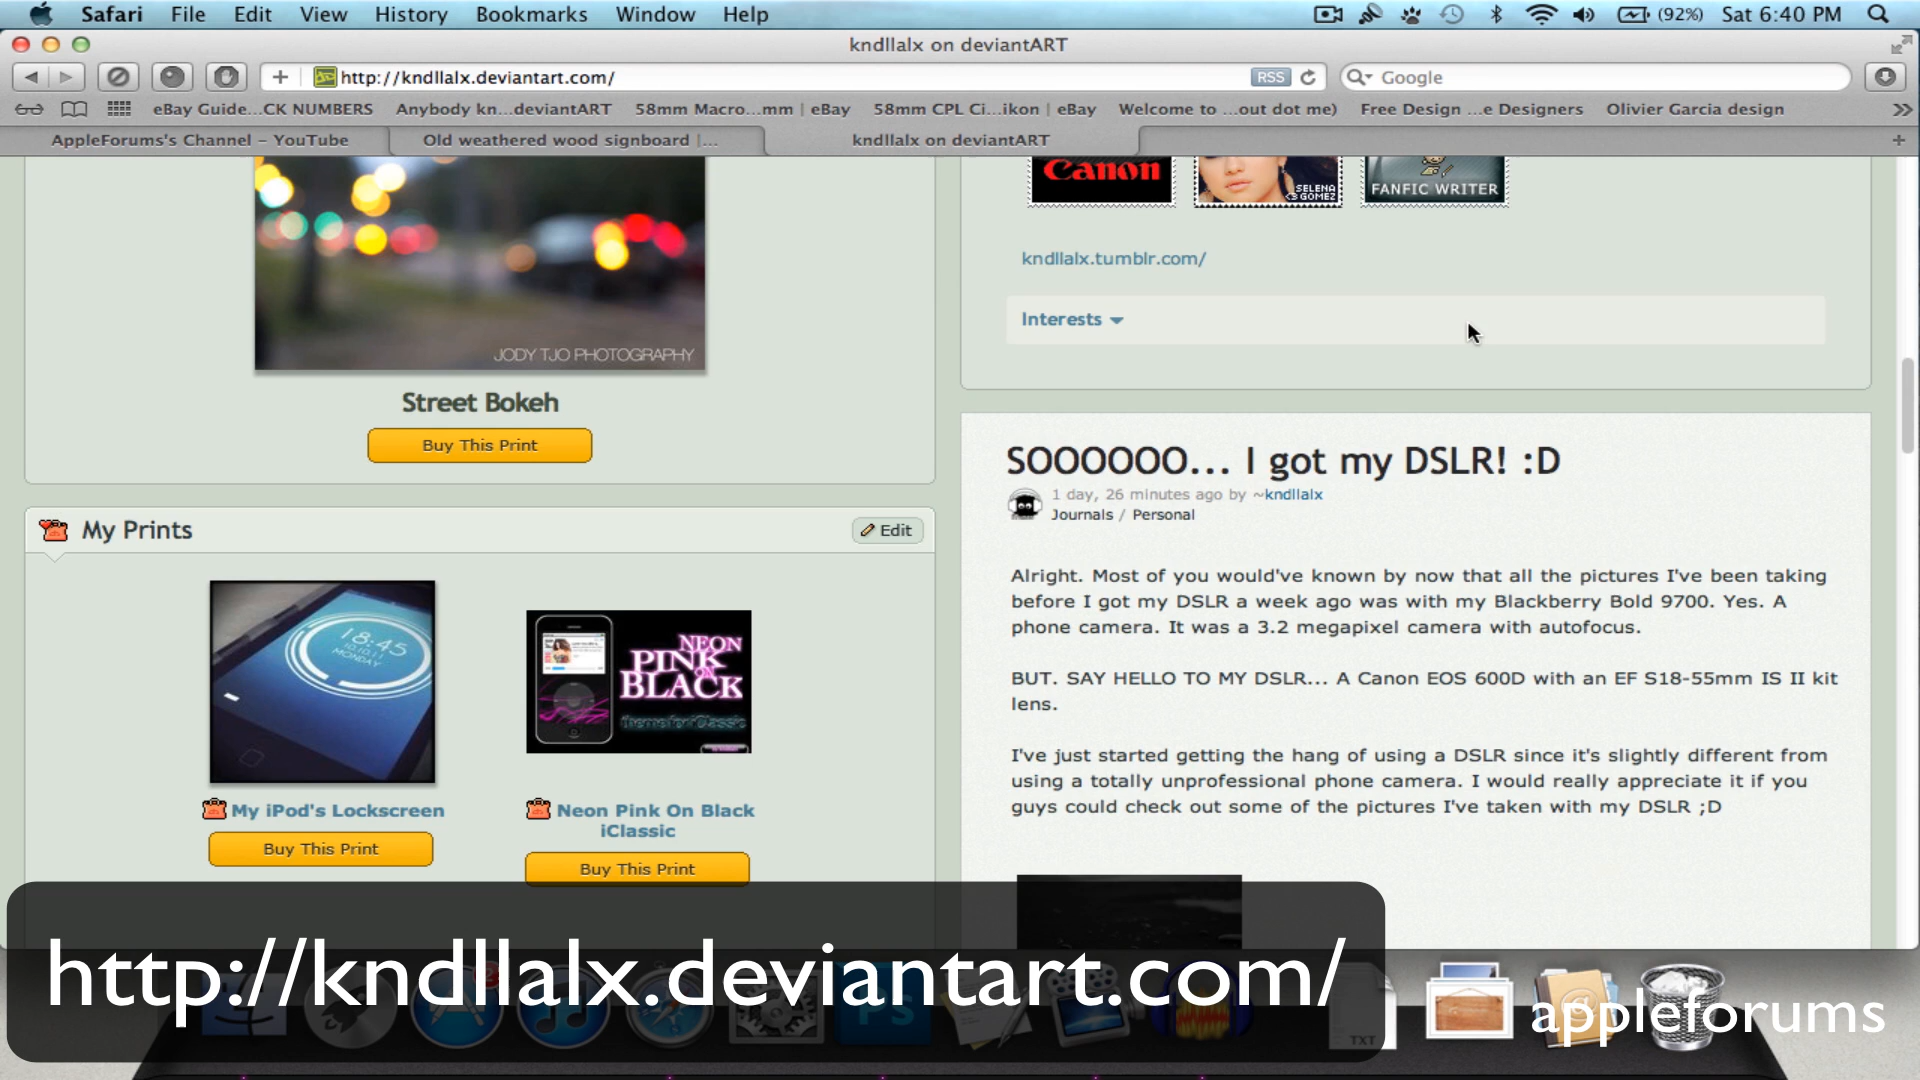 Safari File Edit View History Bookmarks Window Help (92%) Sat 6:40 PM
kndllalx on deviantART
http://kndllalx.deviantart.com/ RSS Google
eBay Guide...CK NUMBERS Anybody kn...deviantART 58mm Macro...mm | eBay 58mm CPL Ci...ikon | eBay Welcome to ...out dot me) Free Design ...e Designers Olivier Garcia design
AppleForums's Channel – YouTube Old weathered wood signboard |... kndllalx on deviantART
JODY TJO PHOTOGRAPHY
Street Bokeh
Buy This Print
My Prints Edit
18:45
10.10.11
MONDAY
NEON
PINK
ON
BLACK
theme for iClassic
My iPod's Lockscreen
Buy This Print
Neon Pink On Black
iClassic
Buy This Print
Canon
SELENA
<3 GOMEZ
FANFIC WRITER
kndllalx.tumblr.com/
Interests
SOOOOOO... I got my DSLR! :D
1 day, 26 minutes ago by ~kndllalx
Journals / Personal
Alright. Most of you would've known by now that all the pictures I've been taking
before I got my DSLR a week ago was with my Blackberry Bold 9700. Yes. A
phone camera. It was a 3.2 megapixel camera with autofocus.
BUT. SAY HELLO TO MY DSLR... A Canon EOS 600D with an EF S18-55mm IS II kit
lens.
I've just started getting the hang of using a DSLR since it's slightly different from
using a totally unprofessional phone camera. I would really appreciate it if you
guys could check out some of the pictures I've taken with my DSLR ;D
http://kndllalx.deviantart.com/
PS
TXT
appleforums